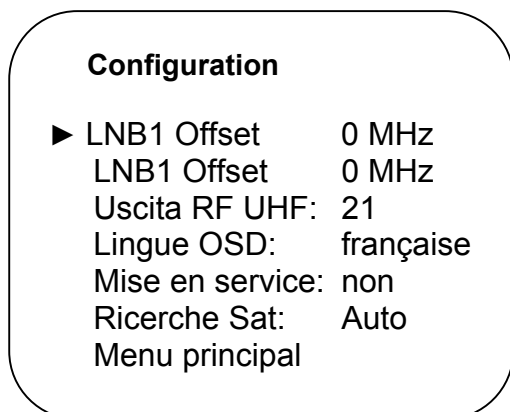 Configuration
► LNB1 Offset 0 MHz
LNB1 Offset 0 MHz
Uscita RF UHF: 21
Lingue OSD: française
Mise en service: non
Ricerche Sat: Auto
Menu principal